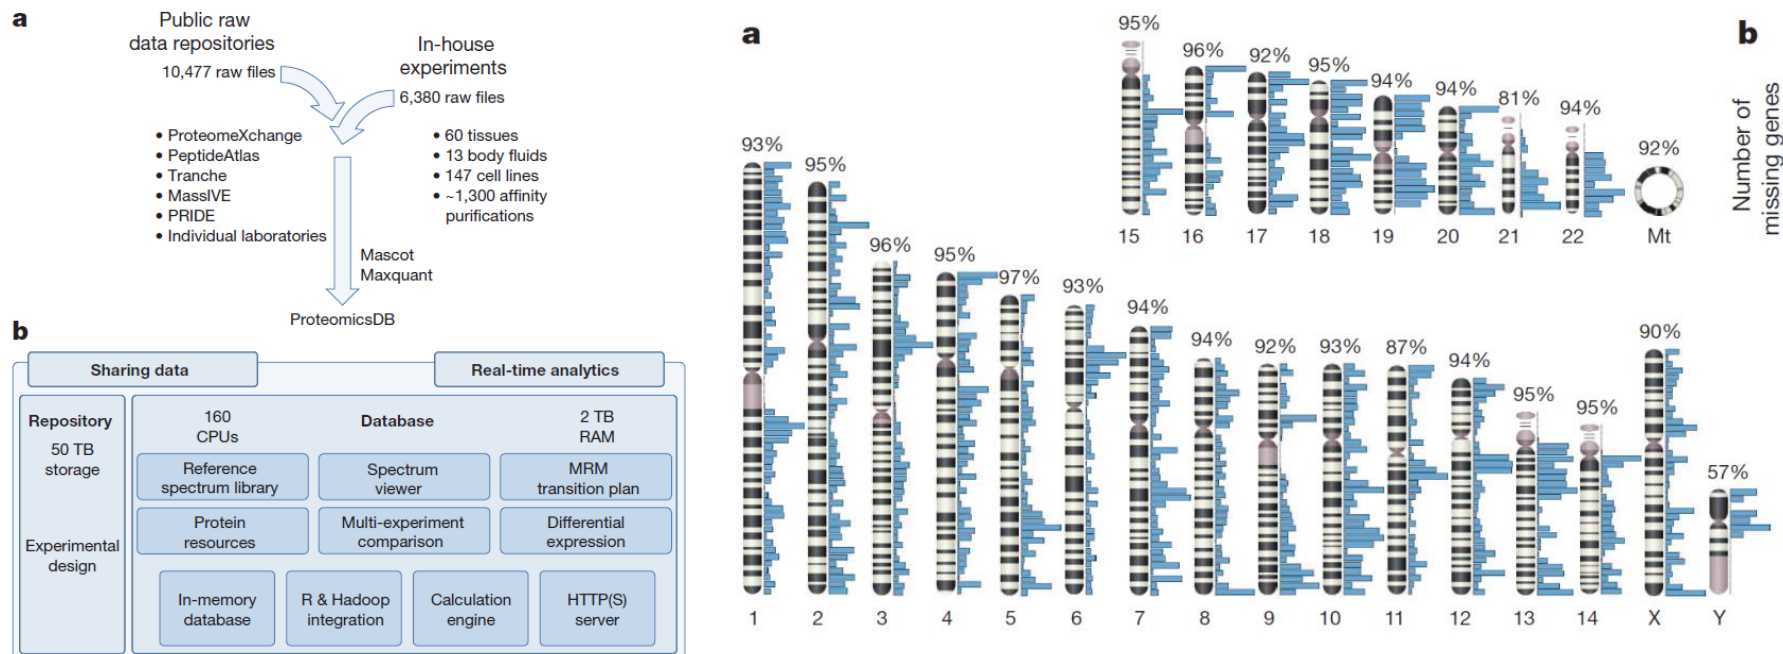 a
Public raw
data repositories
10,477 raw files
In-house
experiments
6,380 raw files
• ProteomeXchange
• PeptideAtlas
• Tranche
• MassIVE
• PRIDE
• Individual laboratories
• 60 tissues
• 13 body fluids
• 147 cell lines
• ~1,300 affinity
purifications
Mascot
Maxquant
ProteomicsDB
b
Sharing data
Real-time analytics
Repository
50 TB
storage
Experimental
design
160
CPUs
Database
2 TB
RAM
Reference
spectrum library
Spectrum
viewer
MRM
transition plan
Protein
resources
Multi-experiment
comparison
Differential
expression
In-memory
database
R & Hadoop
integration
Calculation
engine
HTTP(S)
server
a
95%
96%
92%
95%
94%
94%
81%
94%
92%
15
16
17
18
19
20
21
22
Mt
93%
95%
96%
95%
97%
93%
94%
94%
92%
93%
87%
94%
95%
95%
90%
57%
1
2
3
4
5
6
7
8
9
10
11
12
13
14
X
Y
b
Number of
missing genes